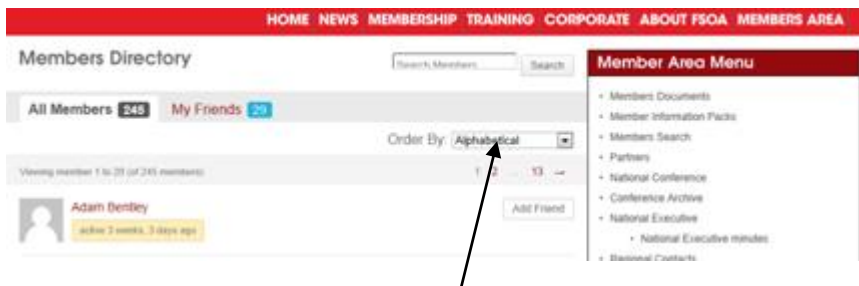 HOME NEWS MEMBERSHIP TRAINING CORPORATE ABOUT FSOA MEMBERS AREA
Members Directory
Search Members
Search
All Members 245 My Friends 29
Order By: Alphabetical
Viewing member 1 to 20 (of 245 members)
1 2 … 13 →
Adam Bentley
Add Friend
active 3 weeks, 3 days ago
Member Area Menu
Members Documents
Member Information Packs
Members Search
Partners
National Conference
Conference Archive
National Executive
National Executive minutes
Regional Contacts